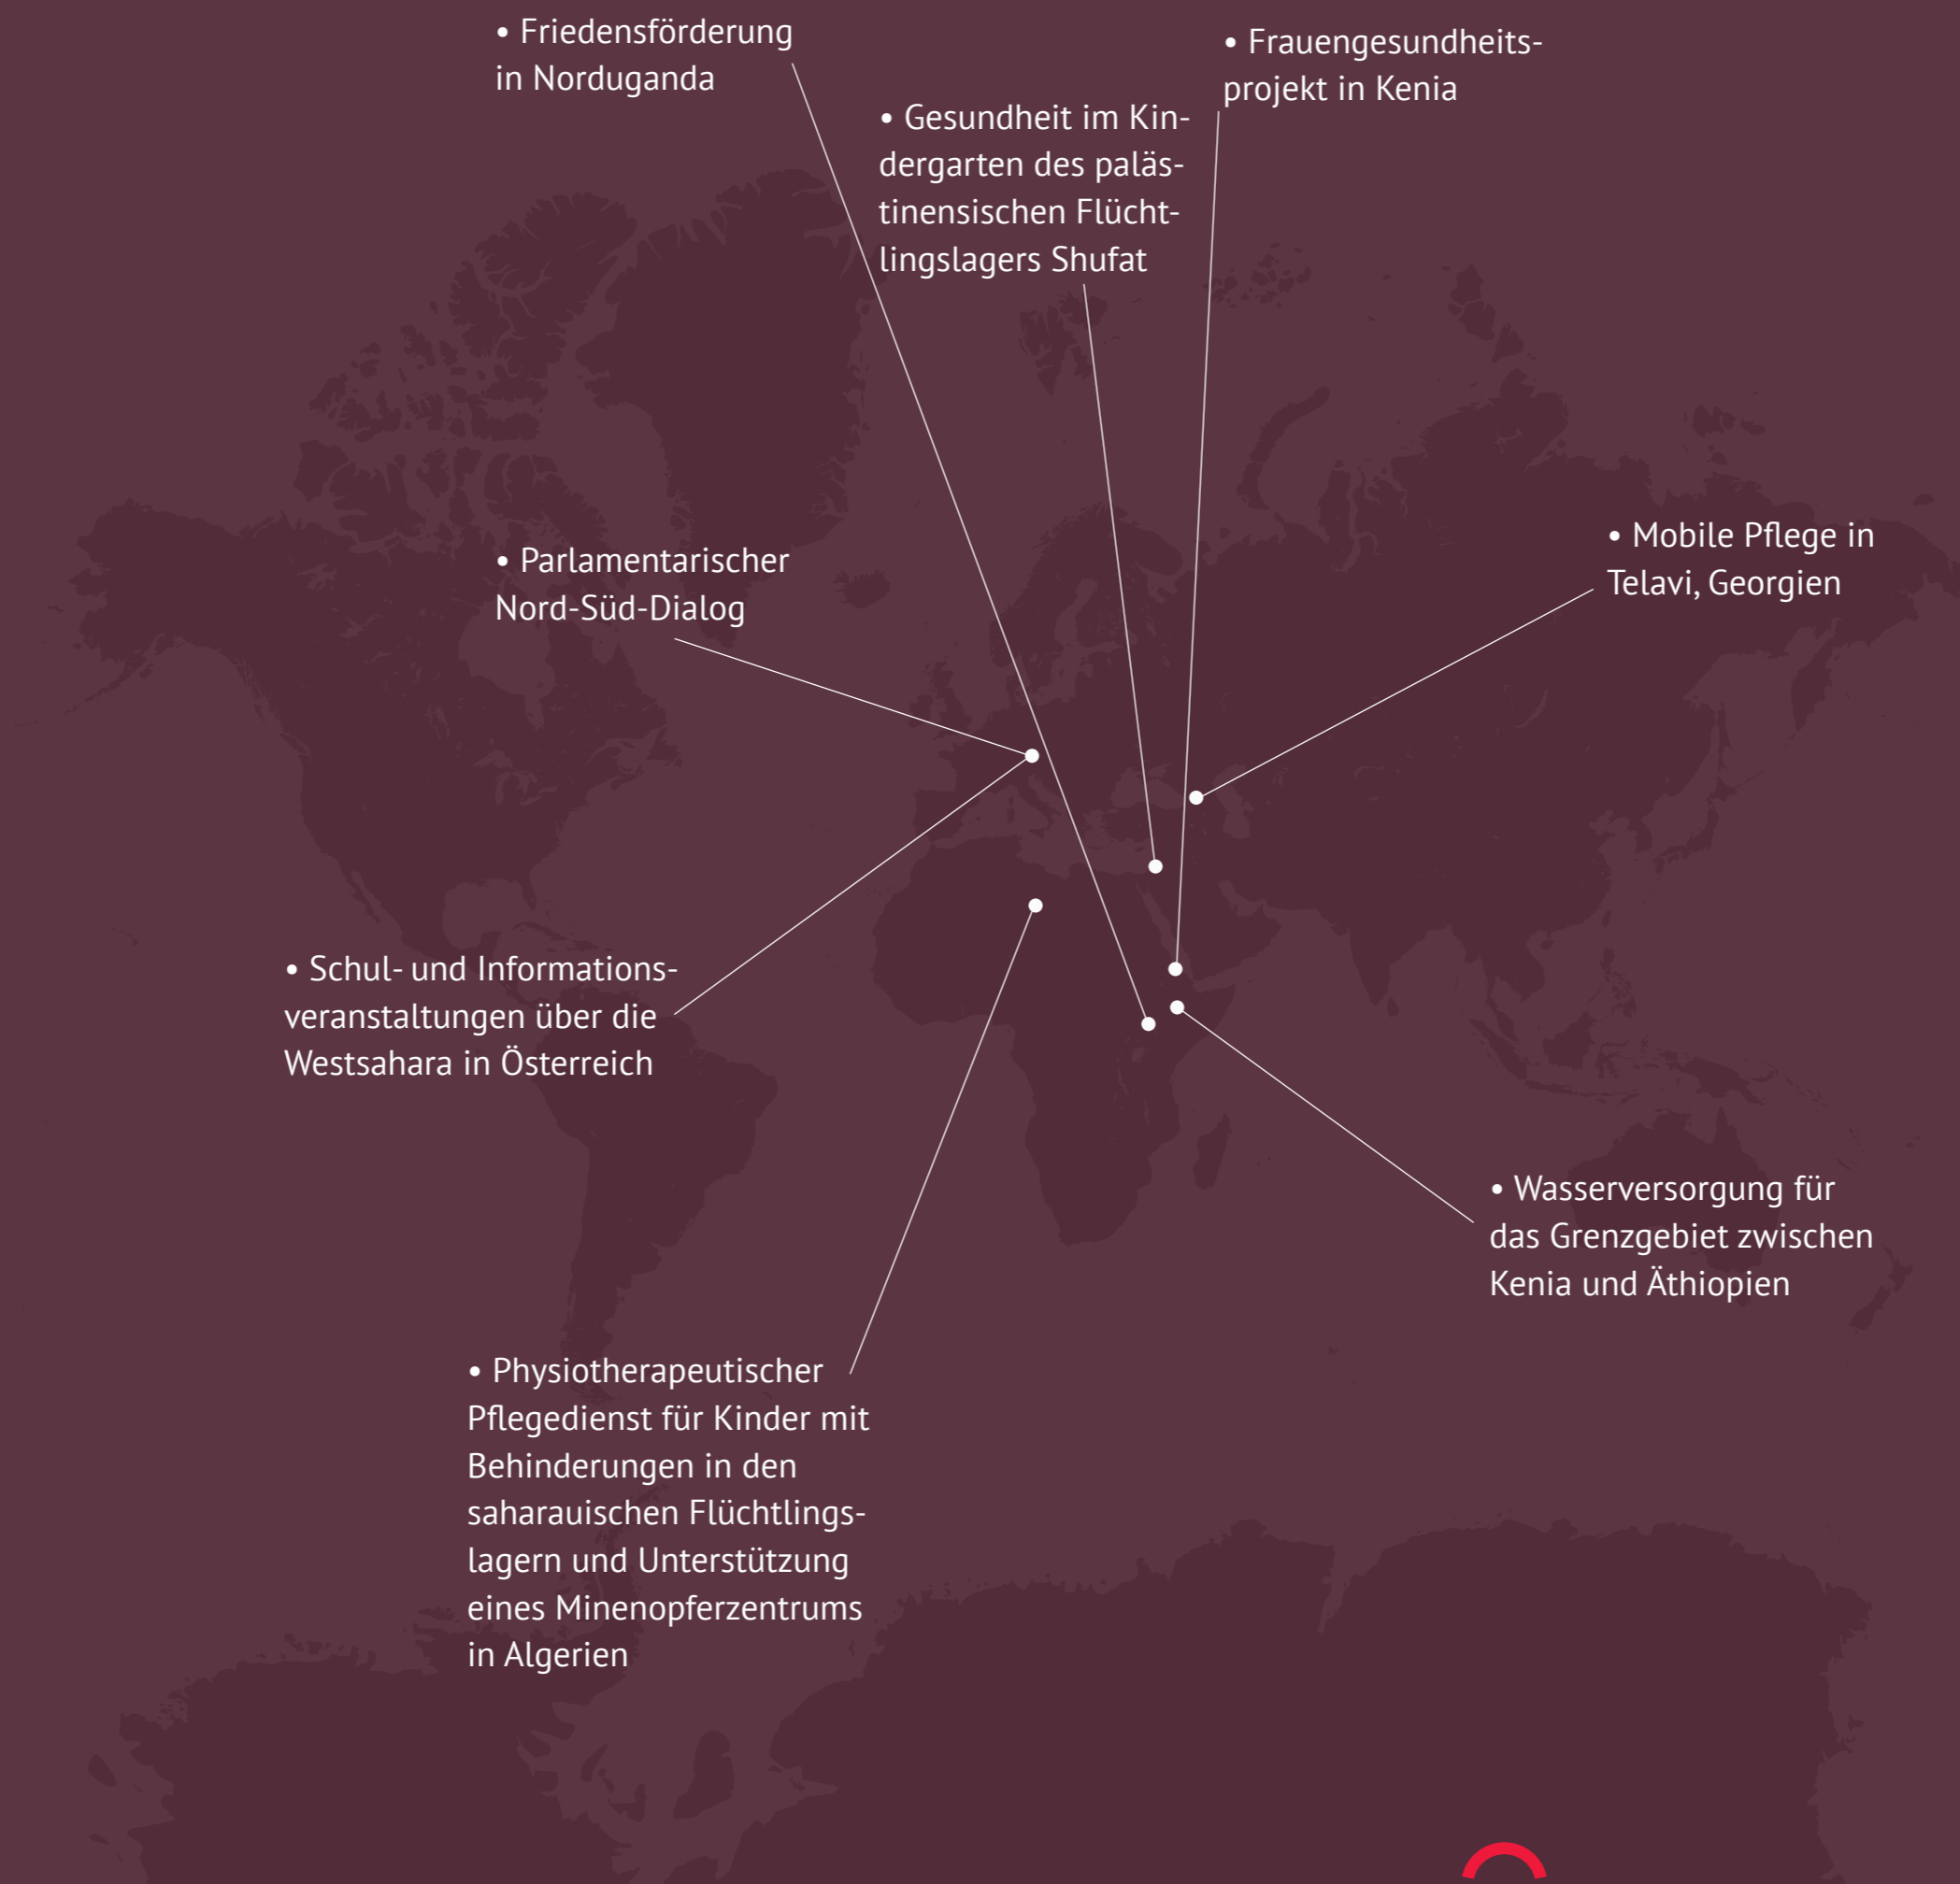 • Friedensförderung
in Norduganda
• Frauengesundheits-
projekt in Kenia
• Gesundheit im Kin-
dergarten des paläs-
tinensischen Flücht-
lingslagers Shufat
• Parlamentarischer
Nord-Süd-Dialog
• Mobile Pflege in
Telavi, Georgien
• Schul- und Informations-
veranstaltungen über die
Westsahara in Österreich
• Wasserversorgung für
das Grenzgebiet zwischen
Kenia und Äthiopien
• Physiotherapeutischer
Pflegedienst für Kinder mit
Behinderungen in den
saharauischen Flüchtlings-
lagern und Unterstützung
eines Minenopferzentrums
in Algerien